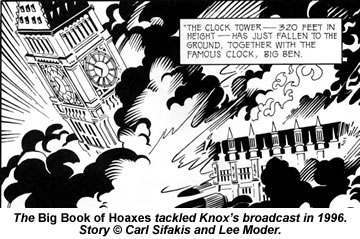 "THE CLOCK TOWER — 320 FEET IN
HEIGHT — HAS JUST FALLEN TO THE
GROUND, TOGETHER WITH THE
FAMOUS CLOCK, BIG BEN.
The Big Book of Hoaxes tackled Knox's broadcast in 1996.
Story © Carl Sifakis and Lee Moder.